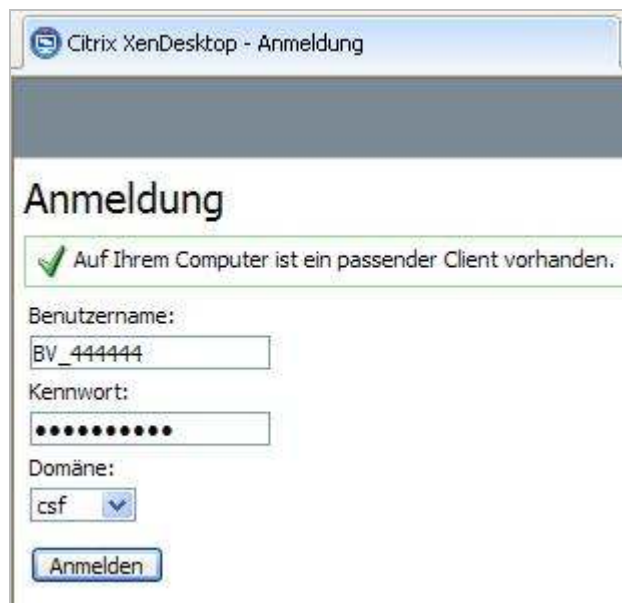 Citrix XenDesktop - Anmeldung
Anmeldung
Auf Ihrem Computer ist ein passender Client vorhanden.
Benutzername:
BV_444444
Kennwort:
••••••••••
Domäne:
csf
Anmelden